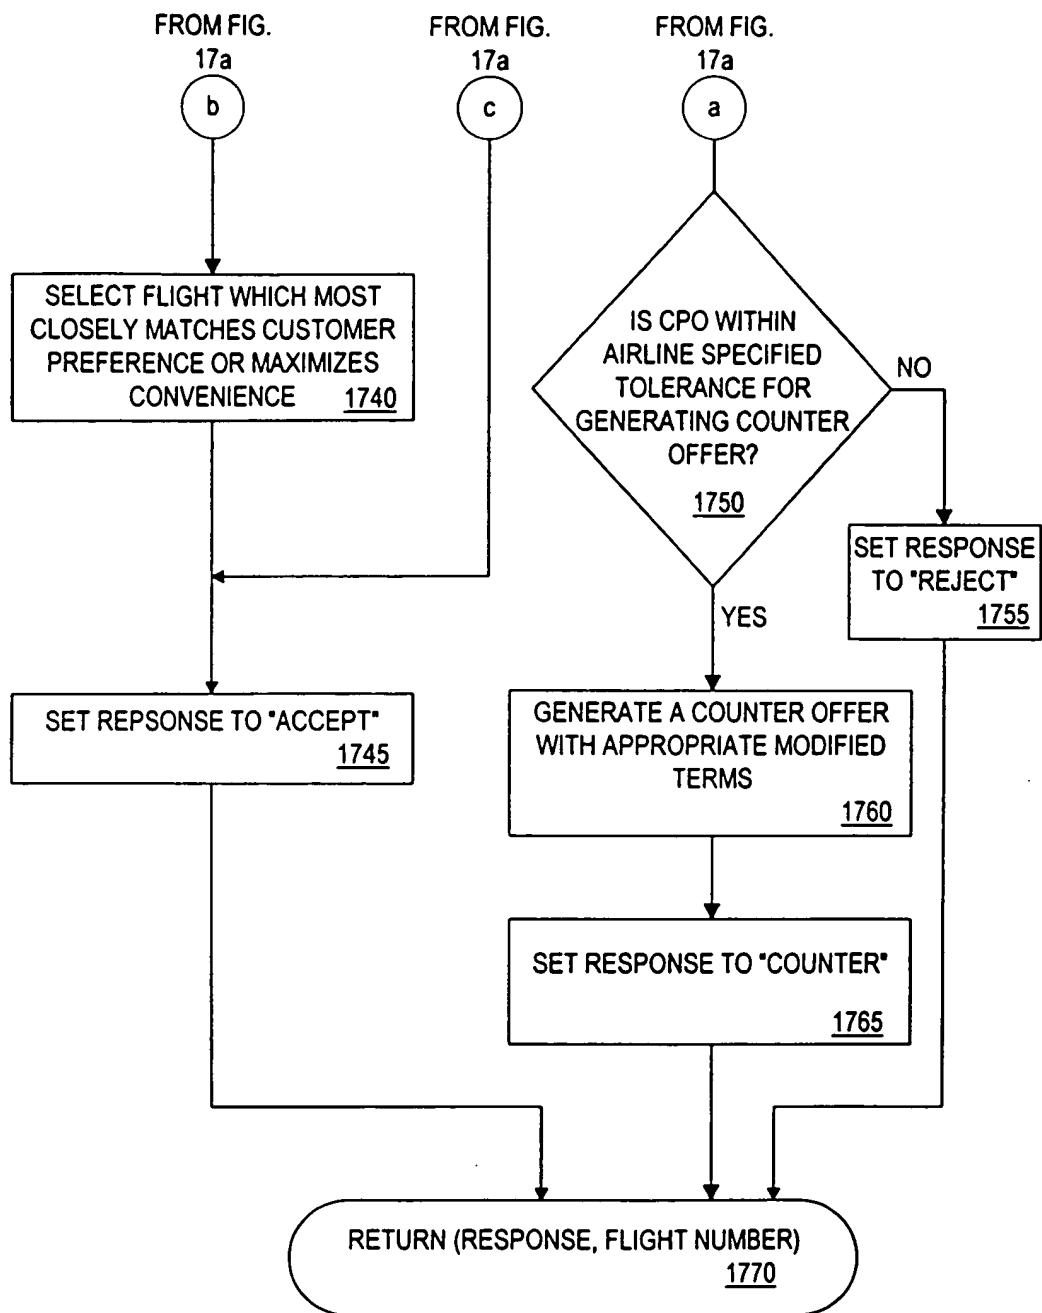 FROM FIG.
17a
b
FROM FIG.
17a
c
FROM FIG.
17a
a
SELECT FLIGHT WHICH MOST
CLOSELY MATCHES CUSTOMER
PREFERENCE OR MAXIMIZES
CONVENIENCE 1740
IS CPO WITHIN
AIRLINE SPECIFIED
TOLERANCE FOR
GENERATING COUNTER
OFFER?
1750
NO
SET RESPONSE
TO "REJECT"
1755
YES
SET REPSONSE TO "ACCEPT"
1745
GENERATE A COUNTER OFFER
WITH APPROPRIATE MODIFIED
TERMS
1760
SET RESPONSE TO "COUNTER"
1765
RETURN (RESPONSE, FLIGHT NUMBER)
1770